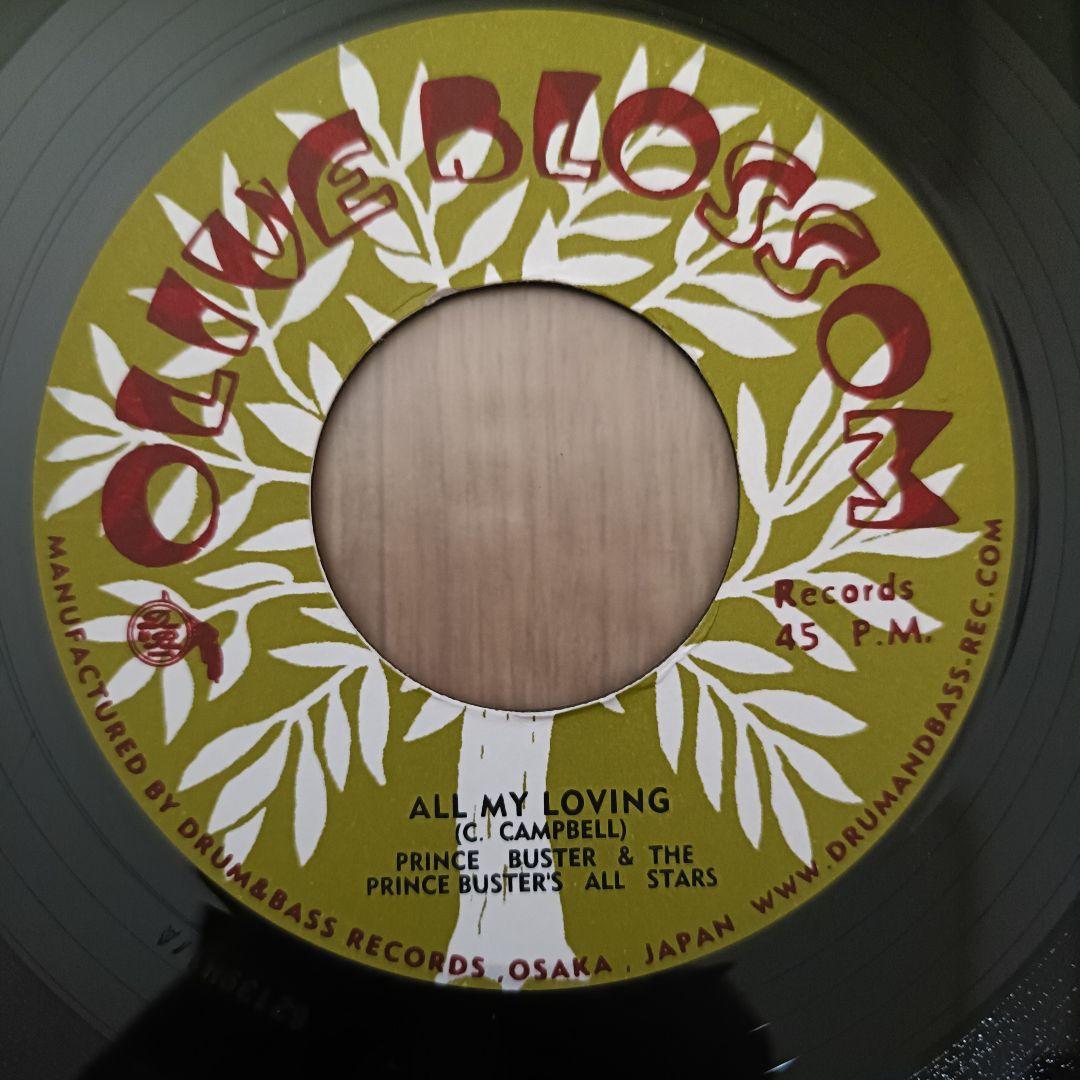 OLIVE BLOSSOM
Records
45 P.M.
ALL MY LOVING
(C. CAMPBELL)
PRINCE BUSTER & THE
PRINCE BUSTER'S ALL STARS
MANUFACTURED BY DRUM&BASS RECORDS, OSAKA, JAPAN WWW.DRUMANDBASS-REC.COM